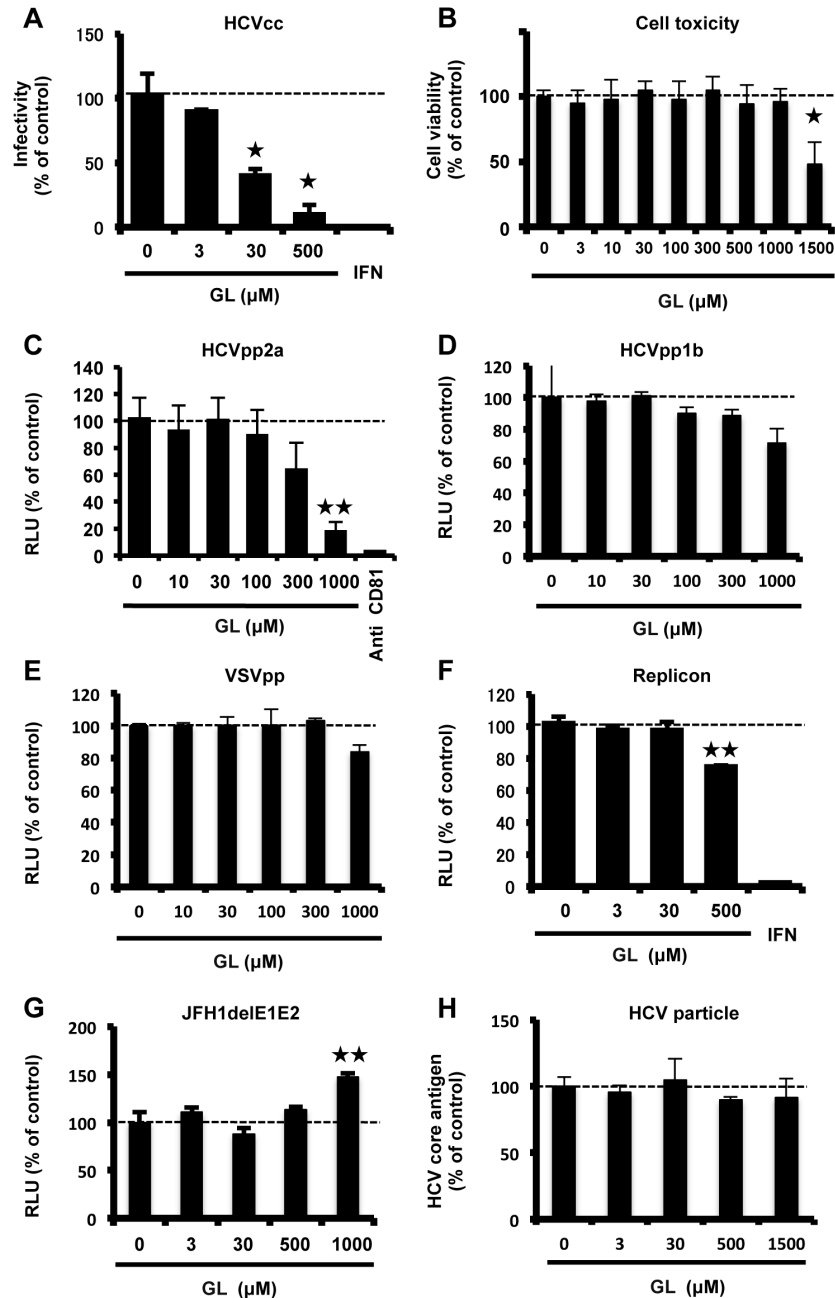 A
HCVcc
Infectivity
(% of control)
150
100
50
0
★
★
0 3 30 500
IFN
GL (µM)
B
Cell toxicity
Cell viability
(% of control)
100
50
0
★
0 3 10 30 100 300 500 1000 1500
GL (µM)
C
HCVpp2a
RLU (% of control)
140
120
100
80
60
40
20
0
★★
0 10 30 100 300 1000
Anti CD81
GL (µM)
D
HCVpp1b
RLU (% of control)
120
100
80
60
40
20
0
0 10 30 100 300 1000
GL (µM)
E
VSVpp
RLU (% of control)
120
100
80
60
40
20
0
0 10 30 100 300 1000
GL (µM)
F
Replicon
RLU (% of control)
120
100
80
60
40
20
0
★★
0 3 30 500
IFN
GL (µM)
G
JFH1delE1E2
RLU (% of control)
200
150
100
50
0
★★
0 3 30 500 1000
GL (µM)
H
HCV particle
HCV core antigen
(% of control)
150
100
50
0
0 3 30 500 1500
GL (µM)